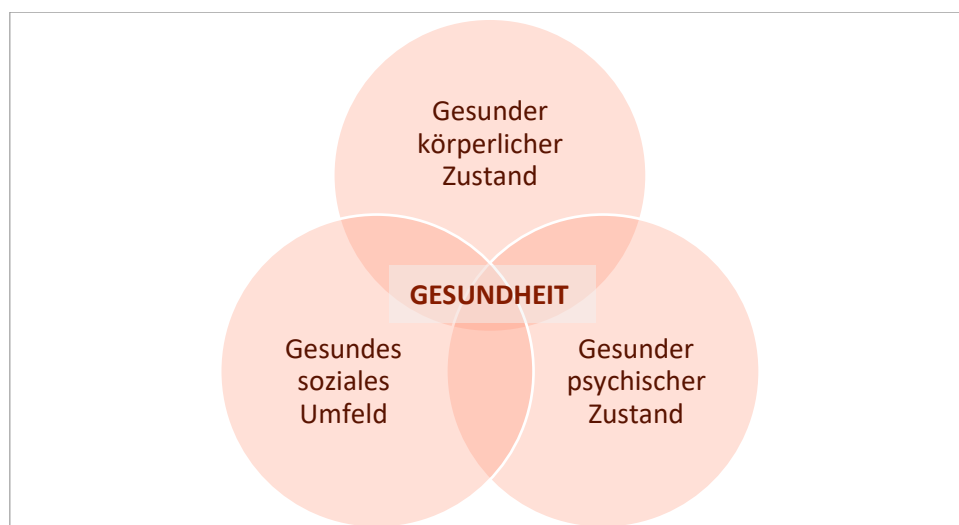 Gesunder
körperlicher
Zustand
GESUNDHEIT
Gesundes
soziales
Umfeld
Gesunder
psychischer
Zustand